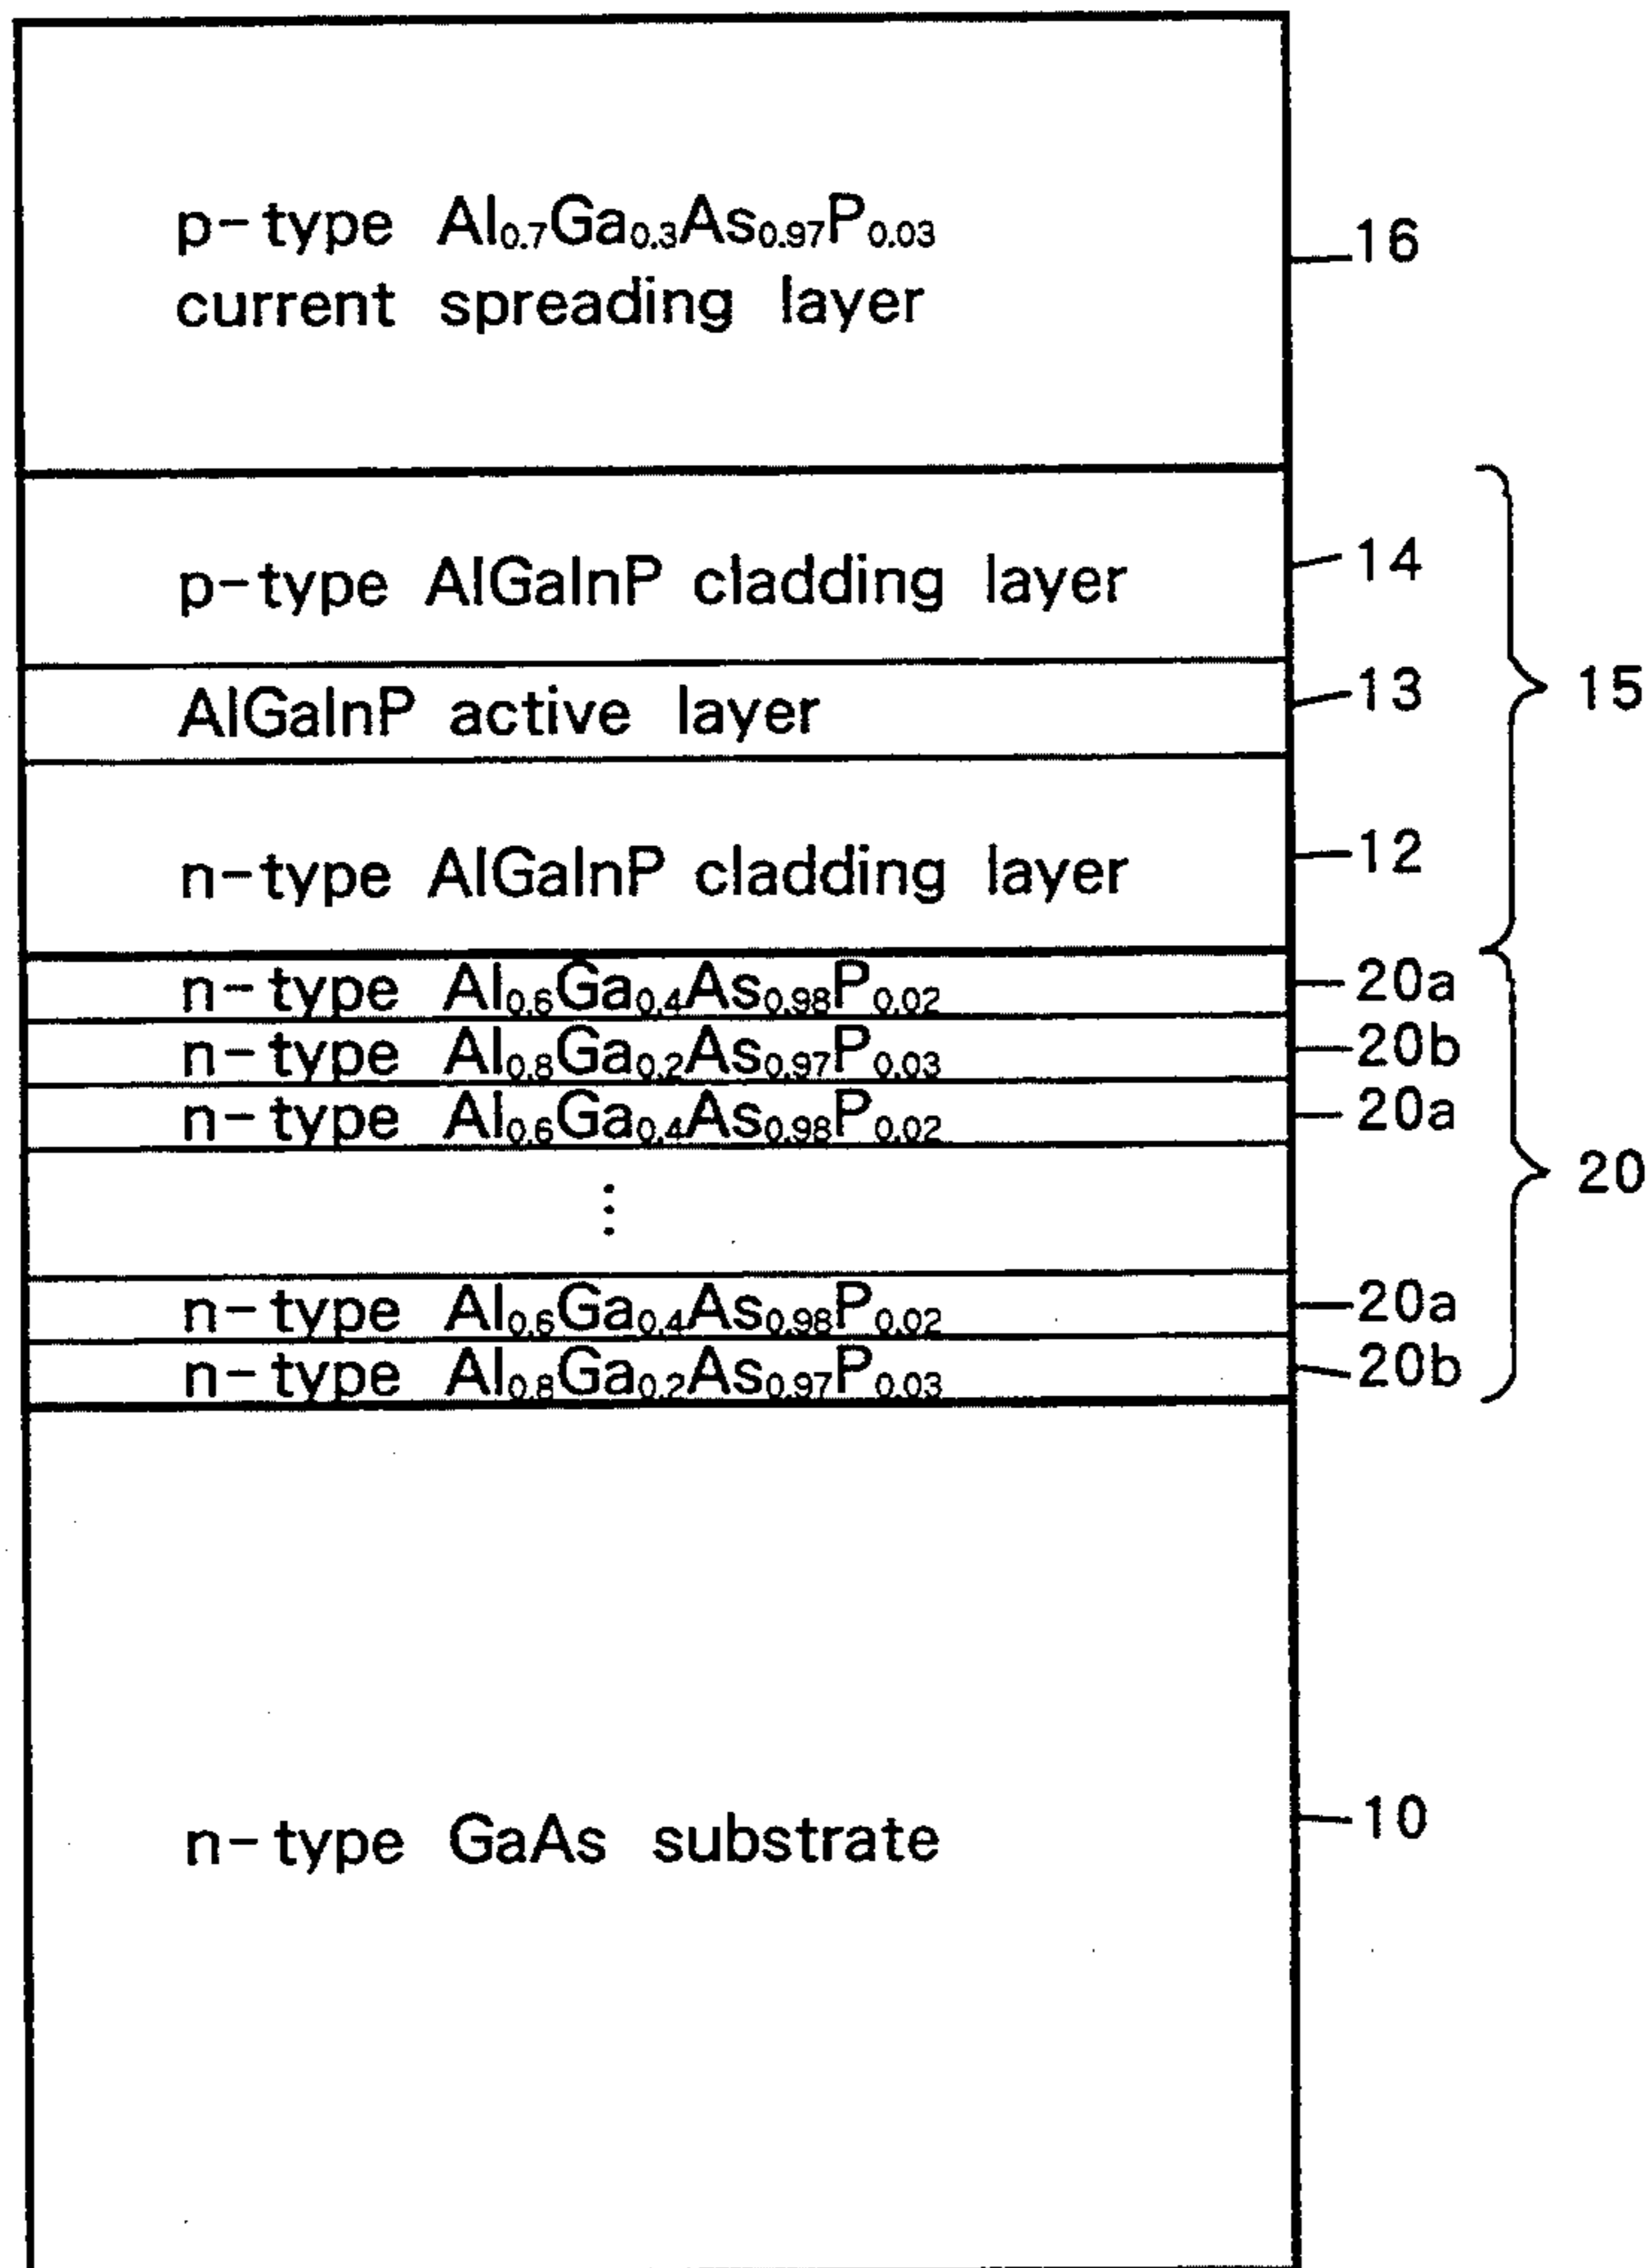 p-type Al0.7Ga0.3As0.97P0.03
current spreading layer
16
p-type AlGaInP cladding layer
14
AlGaInP active layer
13
15
n-type AlGaInP cladding layer
12
n-type Al0.6Ga0.4As0.98P0.02
20a
n-type Al0.8Ga0.2As0.97P0.03
20b
n-type Al0.6Ga0.4As0.98P0.02
20a
⋮
20
n-type Al0.6Ga0.4As0.98P0.02
20a
n-type Al0.8Ga0.2As0.97P0.03
20b
n-type GaAs substrate
10